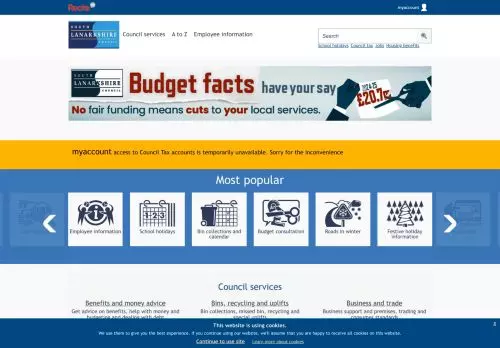 myaccount
SOUTH
LANARKSHIRE
COUNCIL
Council services A to Z Employee information
Search
School holidays Council tax Jobs Housing benefits
SOUTH
LANARKSHIRE
COUNCIL
Budget facts have your say
2024/25
£20.7m
No fair funding means cuts to your local services.
myaccount access to Council Tax accounts is temporarily unavailable. Sorry for the inconvenience
Most popular
Employee information
School holidays
1 2 3
Bin collections and
calendar
Budget consultation
Roads in winter
Festive holiday
information
Council services
Benefits and money advice
Get advice on benefits, help with money and
budgeting and dealing with debt
Bins, recycling and uplifts
Bin collections, missed bin, recycling and
special uplifts
Business and trade
Business support and premises, trading and
consumer standards
This website is using cookies.
X
We use them to give you the best experience. If you continue using our website, we'll assume that you are happy to receive all cookies on this website.
Continue to use site Learn more about cookies